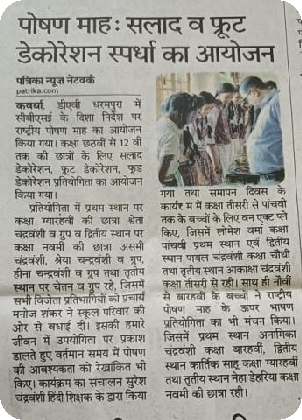 पोषण माहः सलाद व फ्रूट
डेकोरेशन स्पर्धा का आयोजन
पत्रिका न्यूज नेटवर्क
patrika.com
कवर्धा. डीएवी धरमपुरा में
सीबीएसई के दिशा निर्देश पर
राष्ट्रीय पोषण माह का आयोजन
किया गया। कक्षा छठवीं से 12 वीं
तक की छात्रों के लिए सलाद
डेकोरेशन, फ्रूट डेकोरेशन, फूड
डेकोरेशन प्रतियोगिता का आयोजन
किया गया।
प्रतियोगिता में प्रथम स्थान पर
कक्षा ग्यारहवीं की छात्रा श्वेता
चंद्रवंशी व ग्रुप व द्वितीय स्थान पर
कक्षा नवमी की छात्रा
चंद्रवंशी, श्रेया चन्द्रवंशी व ग्रुप,
हीना चन्द्रवंशी व ग्रुप तथा तृतीय
स्थान पर चेतन व ग्रुप रहे, जिसमें
सभी विजेता प्रतिभागियों को प्राचार्य
मनोज शंकर ने स्कूल परिवार की
ओर से बधाई दी। इसकी हमारे
जीवन में उपयोगिता पर प्रकाश
डालते हुए वर्तमान समय में पोषण
की आवश्यकता को रेखांकित भी
किए। कार्यक्रम का संचालन सुरेश
चंद्रवंशी हिंदी शिक्षक के द्वारा किया
गया तथा समापन दिवस के
कार्यक्रम में कक्षा तीसरी से पांचवी
तक के बच्चों के लिए वन एक्ट प्ले
किए, जिसमें लोमेश वर्मा कक्षा
पांचवी प्रथम स्थान एवं द्वितीय
स्थान पायल चन्द्रवंशी कक्षा चौथी
तथा तृतीय स्थान आकांक्षा चंद्रवंशी
कक्षा तीसरी से रही। साथ ही नौवीं
से बारहवीं के बच्चों ने राष्ट्रीय
पोषण माह के ऊपर भाषण
प्रतियोगिता का भी मंचन किया।
जिसमें प्रथम स्थान अनामिका
चंद्रवंशी कक्षा बारहवीं, द्वितीय
स्थान कार्तिक साहू कक्षा ग्यारहवीं
तथा तृतीय स्थान नेहा डेहरिया कक्षा
नवमी की छात्रा रही।